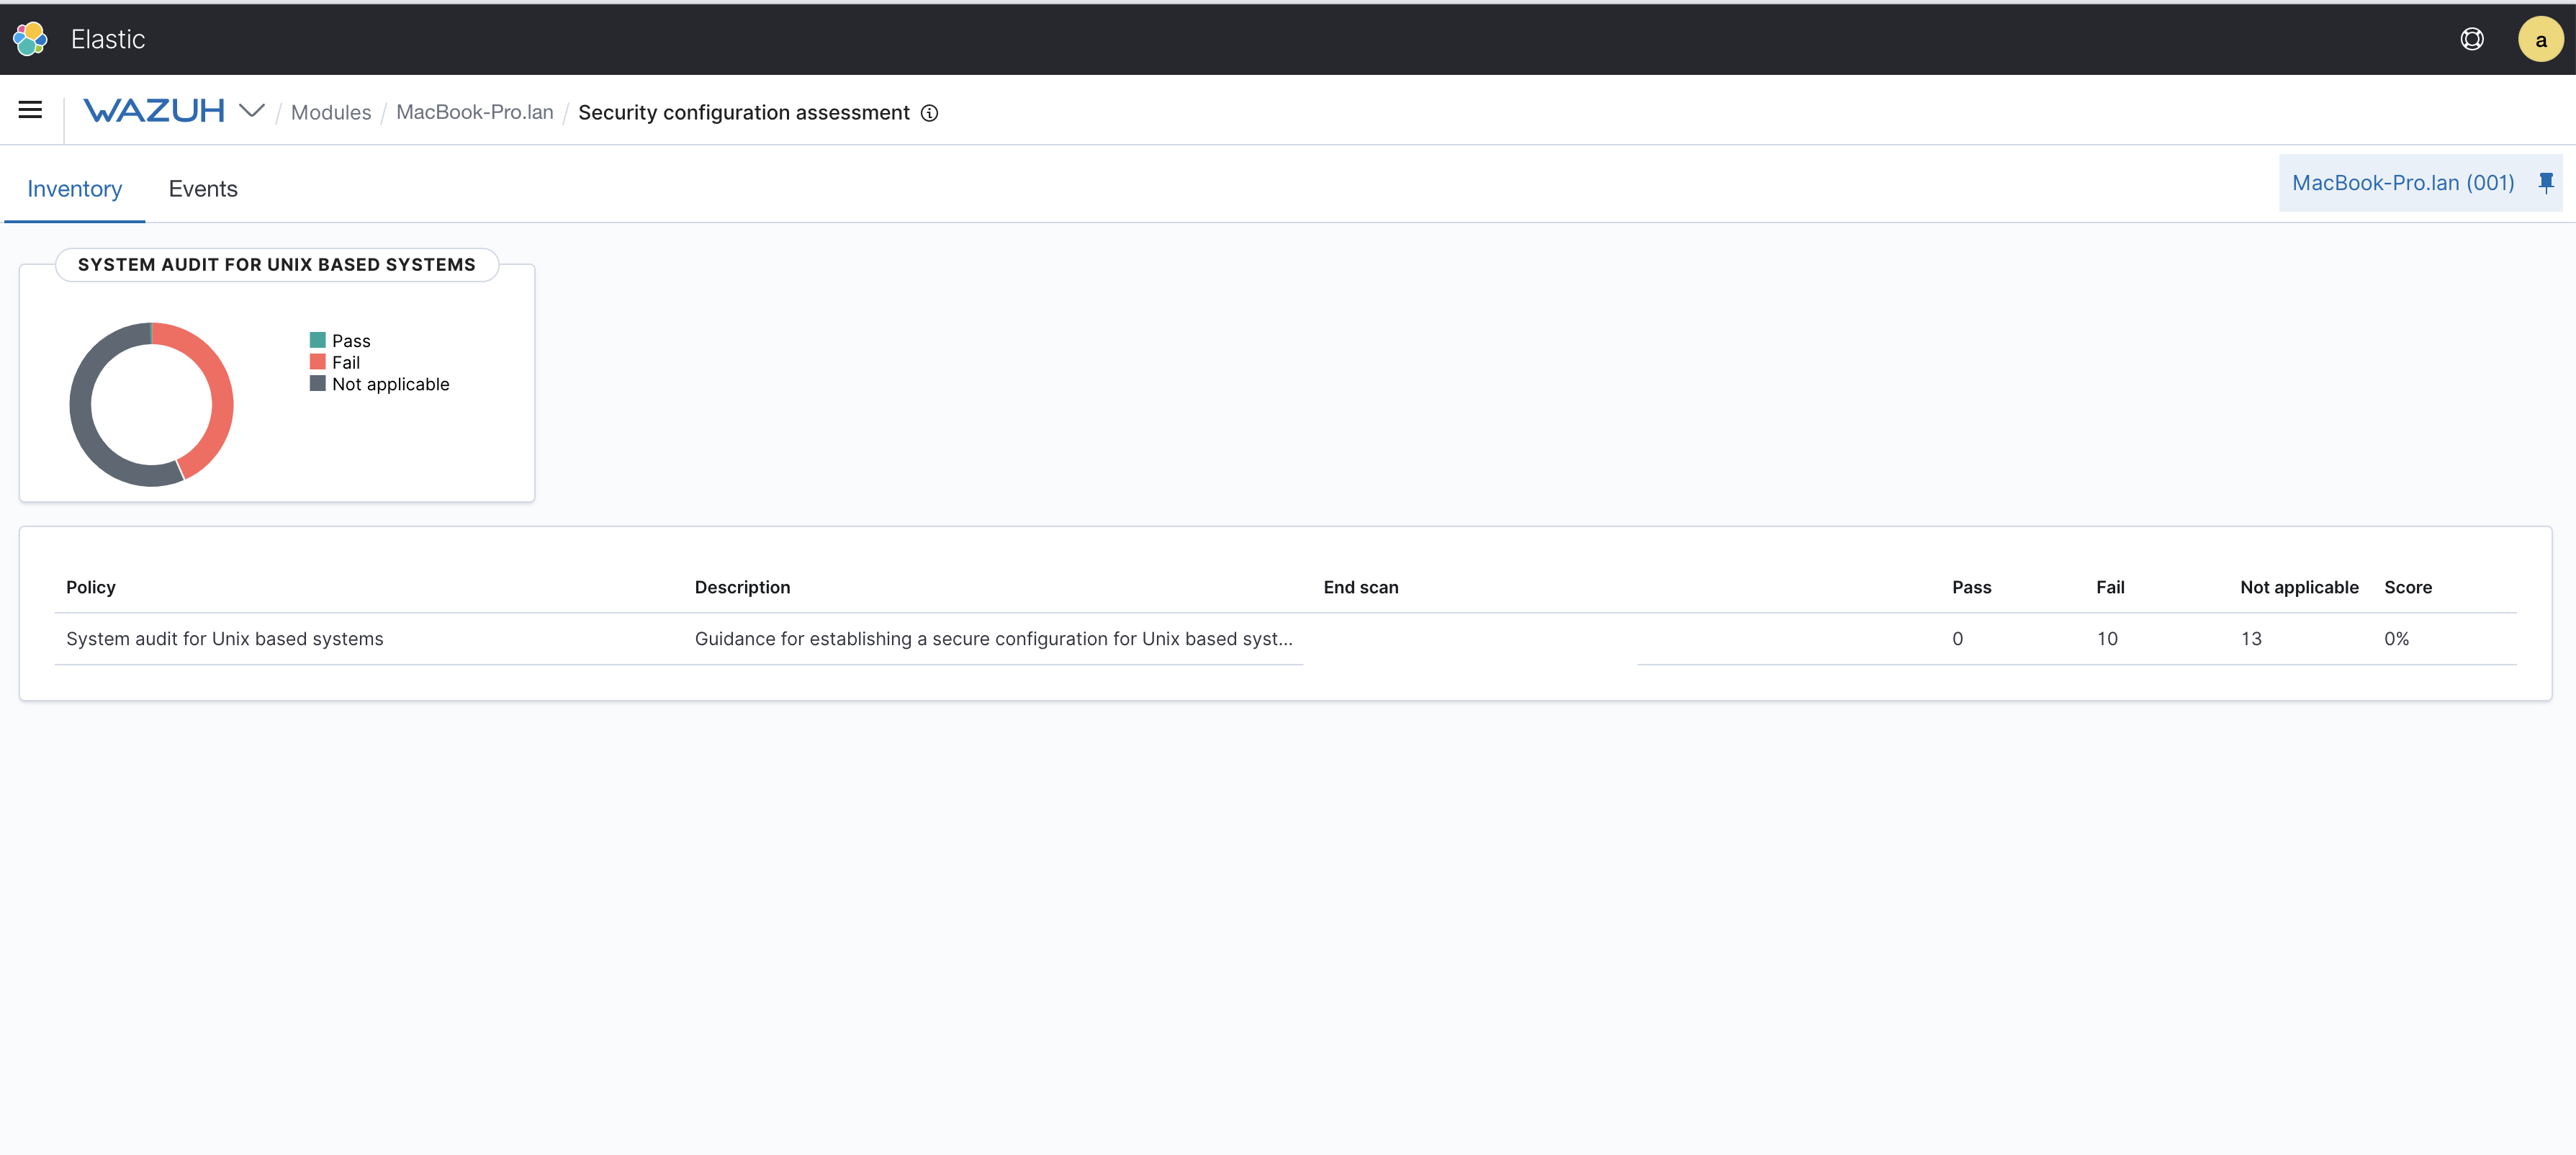 Elastic
a
WAZUH / Modules / MacBook-Pro.lan / Security configuration assessment
Inventory Events MacBook-Pro.lan (001)
SYSTEM AUDIT FOR UNIX BASED SYSTEMS
Pass
Fail
Not applicable
Policy Description End scan Pass Fail Not applicable Score
System audit for Unix based systems Guidance for establishing a secure configuration for Unix based syst... 0 10 13 0%